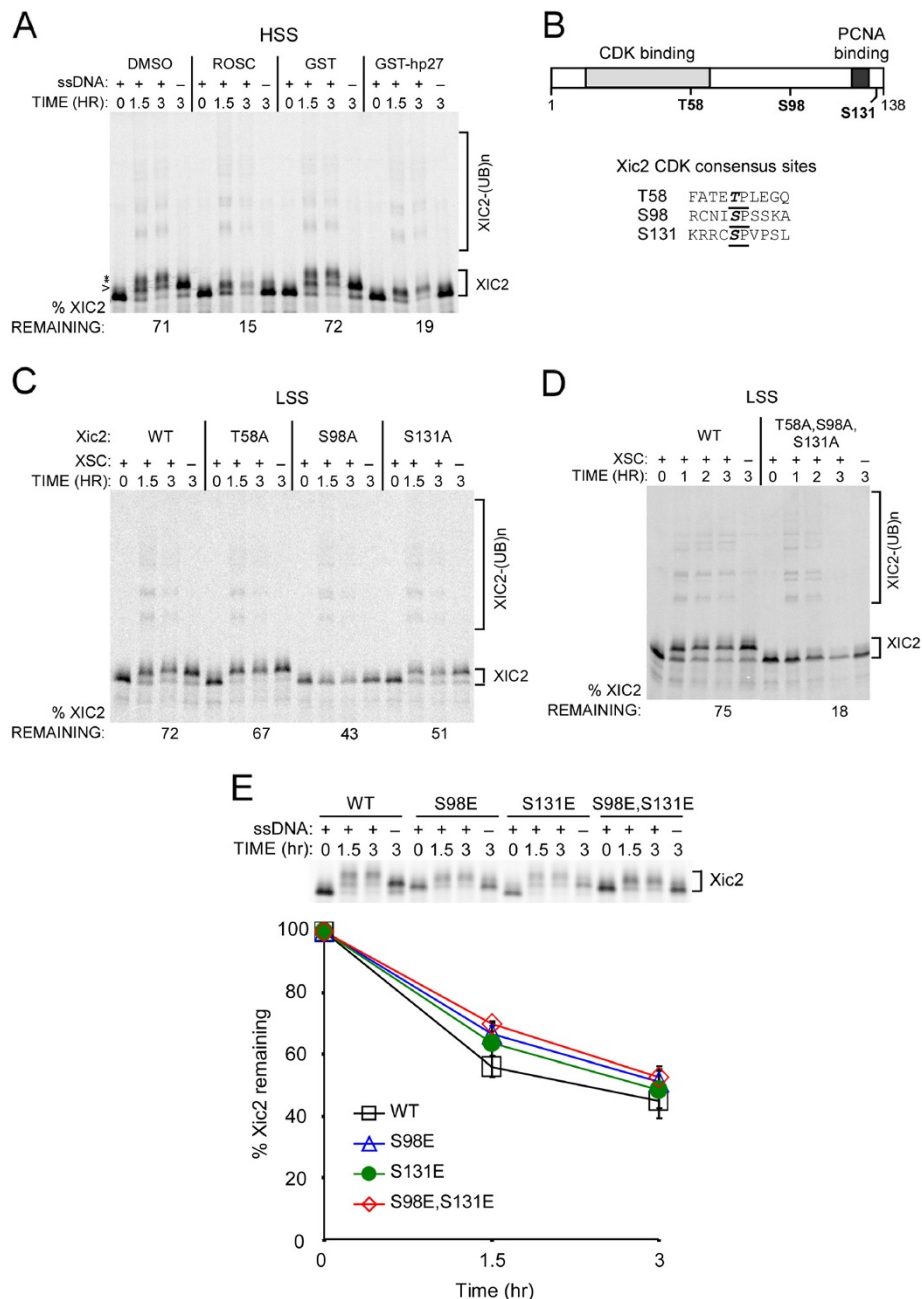 A
HSS
DMSO ROSC GST GST-hp27
ssDNA: + + + – + + + – + + + – + + + –
TIME (HR): 0 1.5 3 3 0 1.5 3 3 0 1.5 3 3 0 1.5 3 3
XIC2-(UB)n
*
>
XIC2
% XIC2
REMAINING: 71 15 72 19
B
CDK binding
PCNA
binding
1 T58 S98 S131 138
Xic2 CDK consensus sites
T58 FATETPLEGQ
S98 RCNISPSSKA
S131 KRRCSPVPSL
C
LSS
Xic2: WT T58A S98A S131A
XSC: + + + – + + + – + + + – + + + –
TIME (HR): 0 1.5 3 3 0 1.5 3 3 0 1.5 3 3 0 1.5 3 3
XIC2-(UB)n
XIC2
% XIC2
REMAINING: 72 67 43 51
D
LSS
WT
T58A,S98A,
S131A
XSC: + + + + – + + + + –
TIME (HR): 0 1 2 3 3 0 1 2 3 3
XIC2-(UB)n
XIC2
% XIC2
REMAINING: 75 18
E
WT S98E S131E S98E,S131E
ssDNA: + + + – + + + – + + + – + + + –
TIME (hr): 0 1.5 3 3 0 1.5 3 3 0 1.5 3 3 0 1.5 3 3
Xic2
100
80
60
40
20
0
% Xic2 remaining
WT
S98E
S131E
S98E,S131E
0 1.5 3
Time (hr)